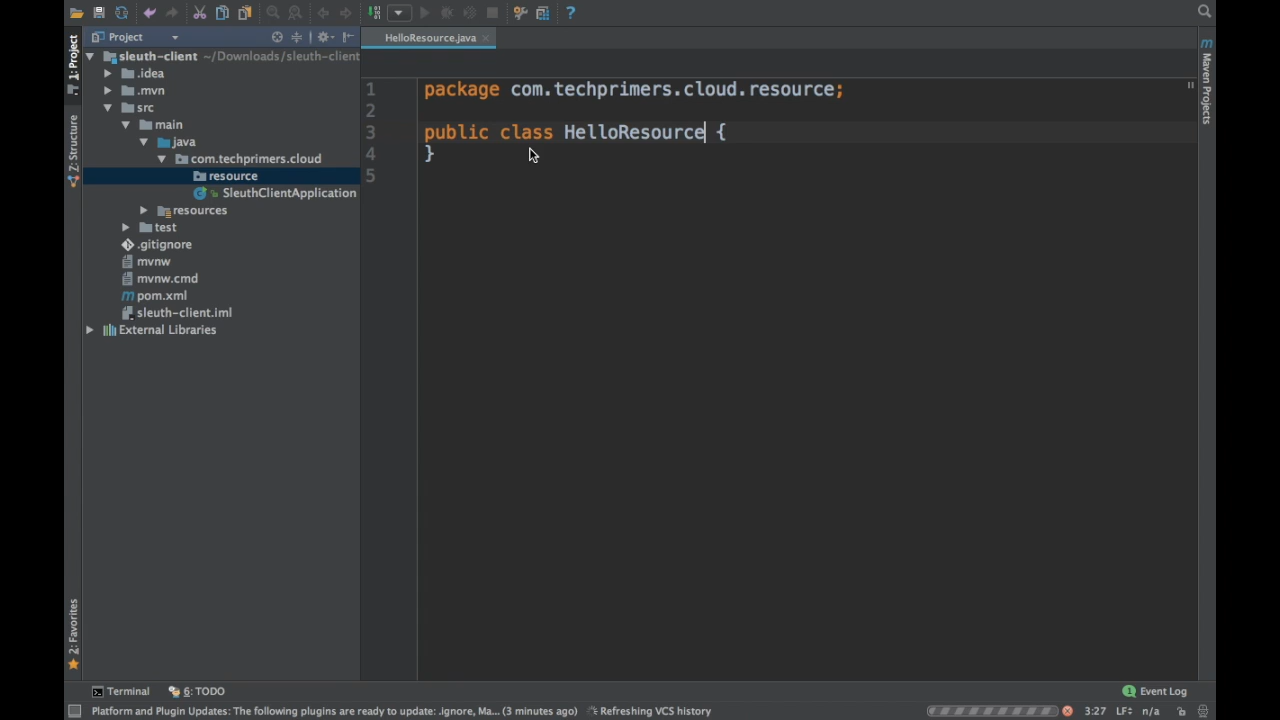 Project
HelloResource.java
1: Project
7: Structure
2: Favorites
Maven Projects
sleuth-client ~/Downloads/sleuth-client
.idea
.mvn
src
main
java
com.techprimers.cloud
resource
SleuthClientApplication
resources
test
.gitignore
mvnw
mvnw.cmd
pom.xml
sleuth-client.iml
External Libraries
1 package com.techprimers.cloud.resource;
2
3 public class HelloResource {
4 }
5
Terminal 6: TODO 1 Event Log
Platform and Plugin Updates: The following plugins are ready to update: .ignore, Ma... (3 minutes ago) Refreshing VCS history 3:27 LF÷ n/a